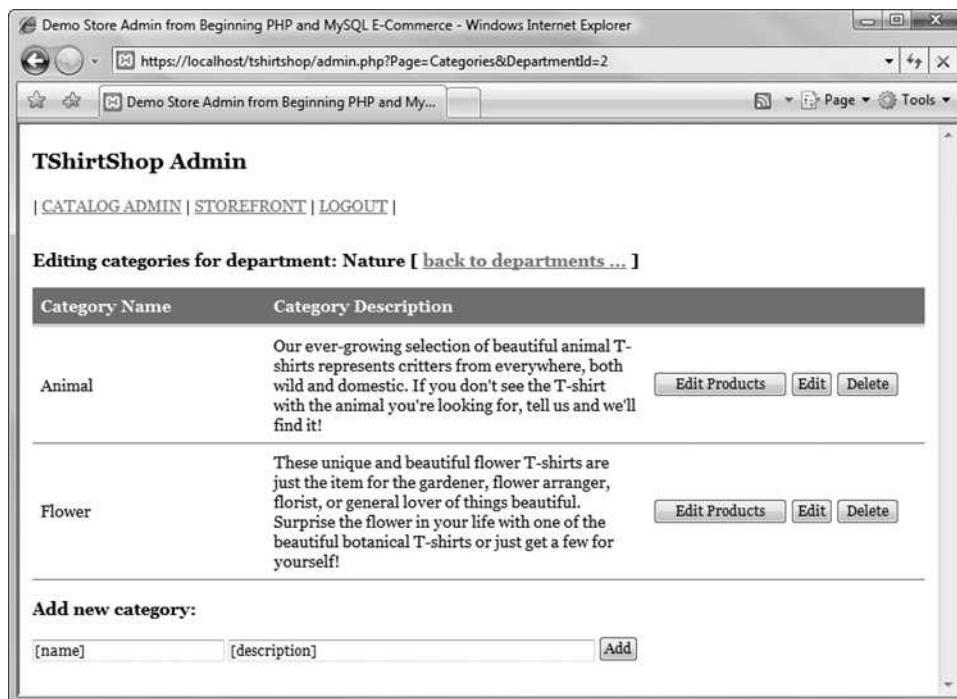 Demo Store Admin from Beginning PHP and MySQL E-Commerce - Windows Internet Explorer
https://localhost/tshirtshop/admin.php?Page=Categories&DepartmentId=2
Demo Store Admin from Beginning PHP and My...
Page
Tools
TShirtShop Admin
| CATALOG ADMIN | STOREFRONT | LOGOUT |
Editing categories for department: Nature [ back to departments ... ]
Category Name Category Description
Our ever-growing selection of beautiful animal T-
shirts represents critters from everywhere, both
wild and domestic. If you don't see the T-shirt
with the animal you're looking for, tell us and we'll
find it!
Animal
Edit Products Edit Delete
These unique and beautiful flower T-shirts are
just the item for the gardener, flower arranger,
florist, or general lover of things beautiful.
Surprise the flower in your life with one of the
beautiful botanical T-shirts or just get a few for
yourself!
Flower
Edit Products Edit Delete
Add new category:
[name] [description] Add